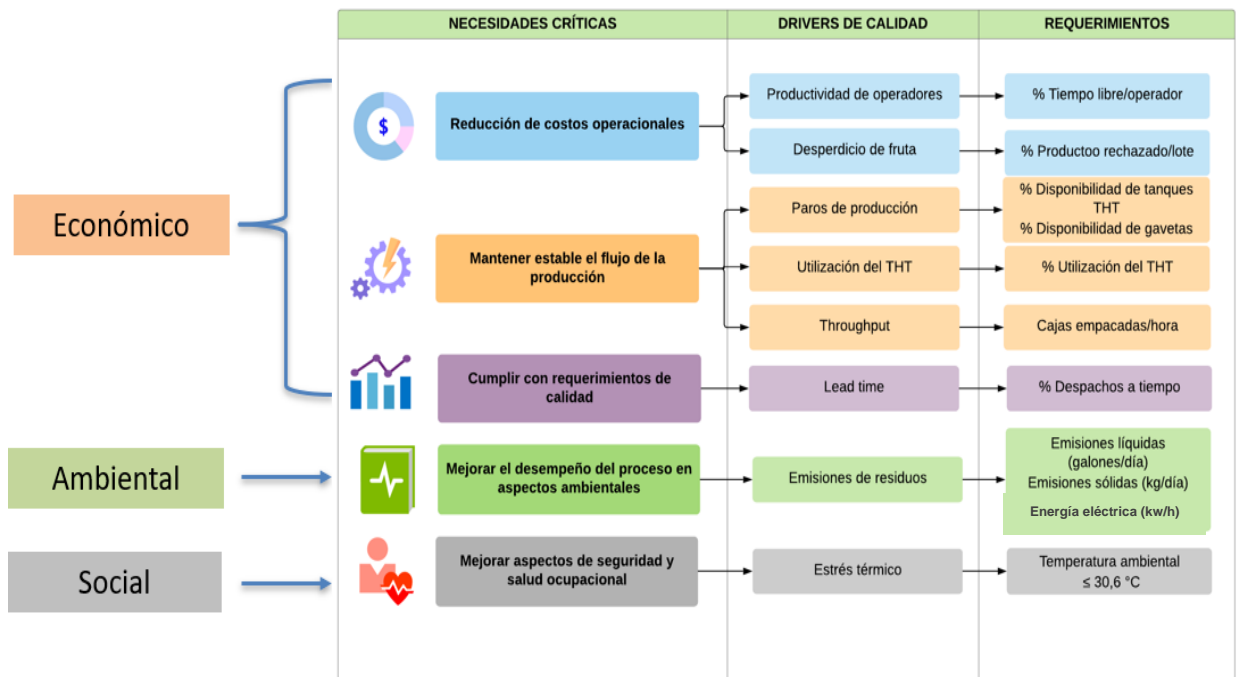 NECESIDADES CRÍTICAS
DRIVERS DE CALIDAD
REQUERIMIENTOS
Económico
$
Reducción de costos operacionales
Productividad de operadores
% Tiempo libre/operador
Desperdicio de fruta
% Productoo rechazado/lote
Mantener estable el flujo de la
producción
Paros de producción
% Disponibilidad de tanques
THT
% Disponibilidad de gavetas
Utilización del THT
% Utilización del THT
Throughput
Cajas empacadas/hora
Cumplir con requerimientos de
calidad
Lead time
% Despachos a tiempo
Ambiental
Mejorar el desempeño del proceso en
aspectos ambientales
Emisiones de residuos
Emisiones líquidas
(galones/día)
Emisiones sólidas (kg/día)
Energía eléctrica (kw/h)
Social
Mejorar aspectos de seguridad y
salud ocupacional
Estrés térmico
Temperatura ambiental
≤ 30,6 °C